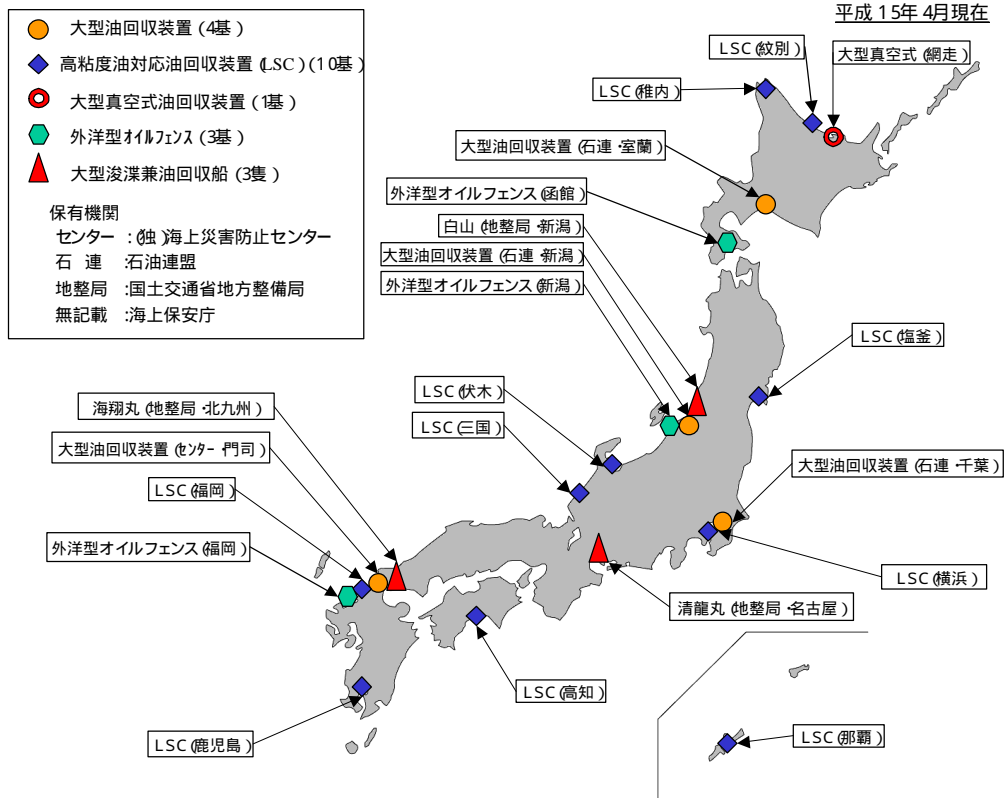 平成 15年 4月現在
大型油回収装置 (4基)
高粘度油対応油回収装置 (LSC) (10基)
大型真空式油回収装置 (1基)
外洋型オイルフェンス (3基)
大型浚渫兼油回収船 (3隻)
保有機関
センター :(独)海上災害防止センター
石 連 :石油連盟
地整局 :国土交通省地方整備局
無記載 :海上保安庁
LSC(紋別)
大型真空式 (網走)
LSC(稚内)
大型油回収装置 (石連・室蘭)
外洋型オイルフェンス (函館)
白山 (地整局・新潟)
大型油回収装置 (石連・新潟)
外洋型オイルフェンス (新潟)
LSC(塩釜)
LSC(伏木)
海翔丸 (地整局・北九州)
LSC(三国)
大型油回収装置 (センター・門司)
大型油回収装置 (石連・千葉)
LSC(福岡)
外洋型オイルフェンス (福岡)
LSC(横浜)
清龍丸 (地整局・名古屋)
LSC(高知)
LSC(鹿児島)
LSC(那覇)